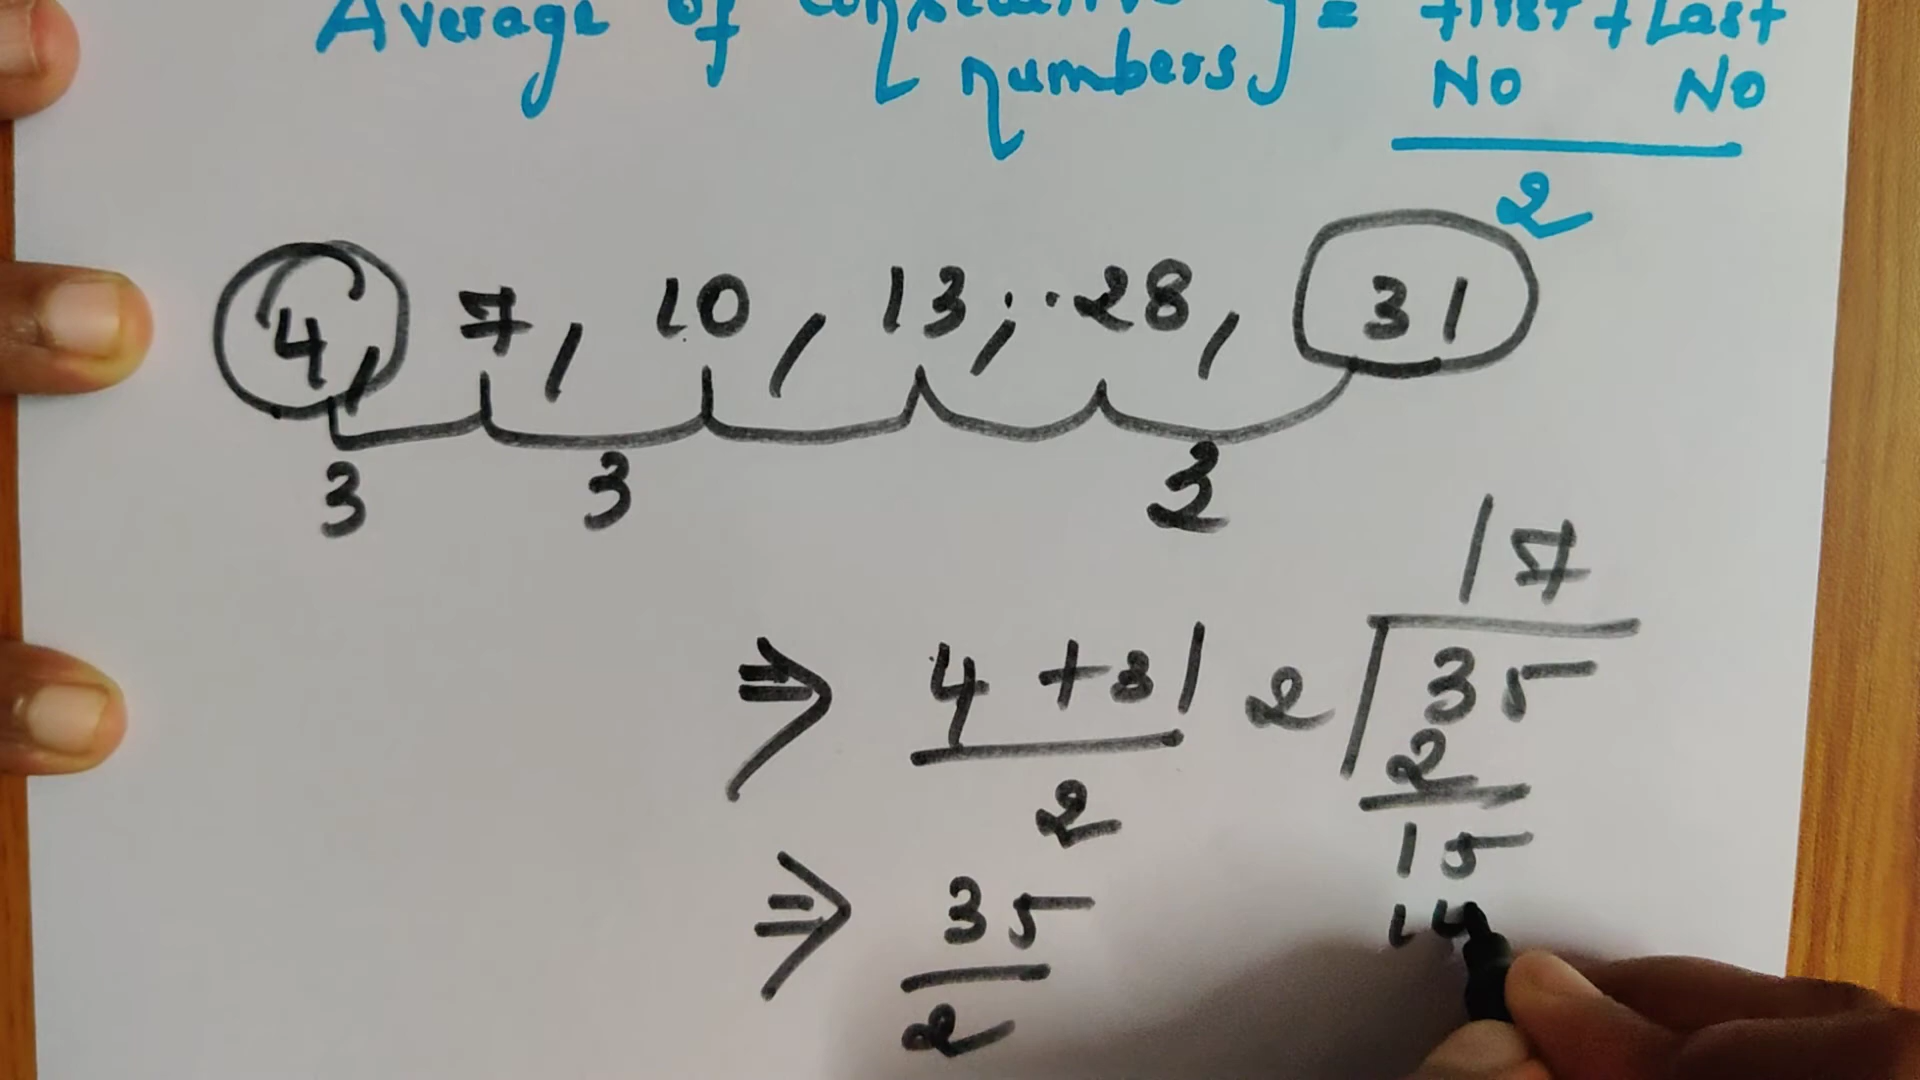 Average of consecutive } = First + Last
numbers No No
2
4, 7, 10, 13, .. 28, 31
3 3 3
17
⇒ 4 + 31 2 35
2 2
15
⇒ 35 14
2